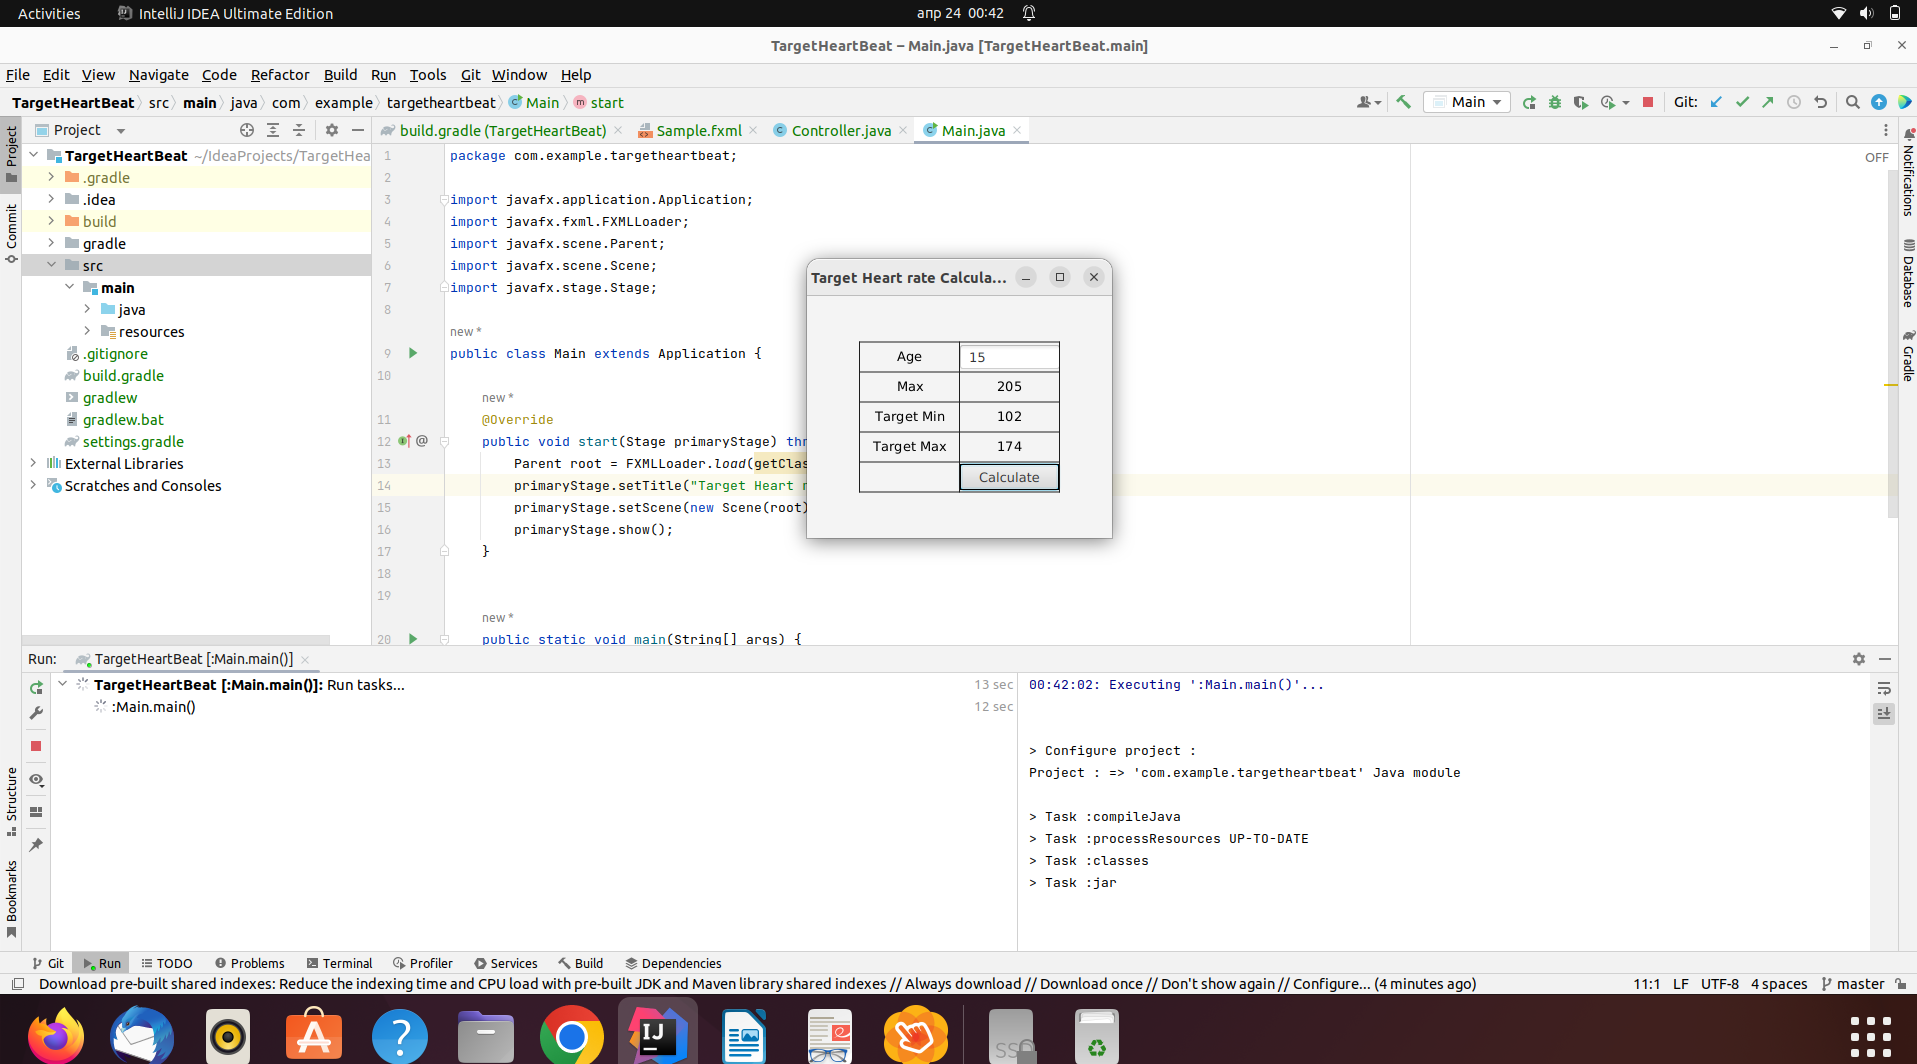 Activities IntelliJ IDEA Ultimate Edition апр 24 00:42
TargetHeartBeat – Main.java [TargetHeartBeat.main]
File Edit View Navigate Code Refactor Build Run Tools Git Window Help
TargetHeartBeat src main java com example targetheartbeat Main start Main Git:
Project build.gradle (TargetHeartBeat) Sample.fxml Controller.java Main.java
Project
Commit
Structure
Bookmarks
TargetHeartBeat ~/IdeaProjects/TargetHea
.gradle
.idea
build
gradle
src
main
java
resources
.gitignore
build.gradle
gradlew
gradlew.bat
settings.gradle
External Libraries
Scratches and Consoles
OFF
1 package com.example.targetheartbeat;
2
3 import javafx.application.Application;
4 import javafx.fxml.FXMLLoader;
5 import javafx.scene.Parent;
6 import javafx.scene.Scene;
7 import javafx.stage.Stage;
8
new *
9 public class Main extends Application {
10
new *
11 @Override
12 @ public void start(Stage primaryStage) thr
13 Parent root = FXMLLoader.load(getClas
14 primaryStage.setTitle("Target Heart r
15 primaryStage.setScene(new Scene(root)
16 primaryStage.show();
17 }
18
19
new *
20 public static void main(String[] args) {
Target Heart rate Calcula...
Age 15
Max 205
Target Min 102
Target Max 174
Calculate
Notifications
Database
Gradle
Run: TargetHeartBeat [:Main.main()]
TargetHeartBeat [:Main.main()]: Run tasks... 13 sec
:Main.main() 12 sec
00:42:02: Executing ':Main.main()'...
> Configure project :
Project : => 'com.example.targetheartbeat' Java module
> Task :compileJava
> Task :processResources UP-TO-DATE
> Task :classes
> Task :jar
Git Run TODO Problems Terminal Profiler Services Build Dependencies
Download pre-built shared indexes: Reduce the indexing time and CPU load with pre-built JDK and Maven library shared indexes // Always download // Download once // Don't show again // Configure... (4 minutes ago) 11:1 LF UTF-8 4 spaces master
IJ
SSD